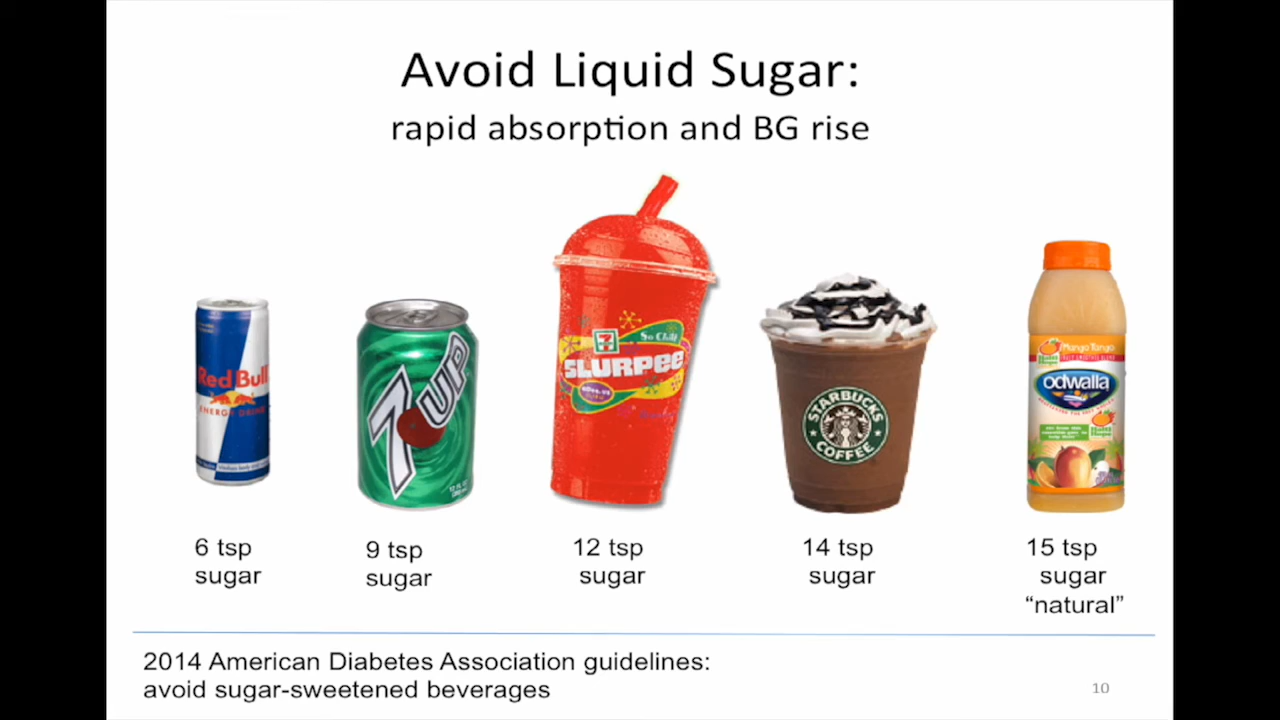 Avoid Liquid Sugar:
rapid absorption and BG rise
Red Bull
ENERGY DRINK
7UP
So Chill
SLURPEE
STARBUCKS
COFFEE
Mango Tango
odwalla
6 tsp
sugar
9 tsp
sugar
12 tsp
sugar
14 tsp
sugar
15 tsp
sugar
“natural”
2014 American Diabetes Association guidelines:
avoid sugar-sweetened beverages
10